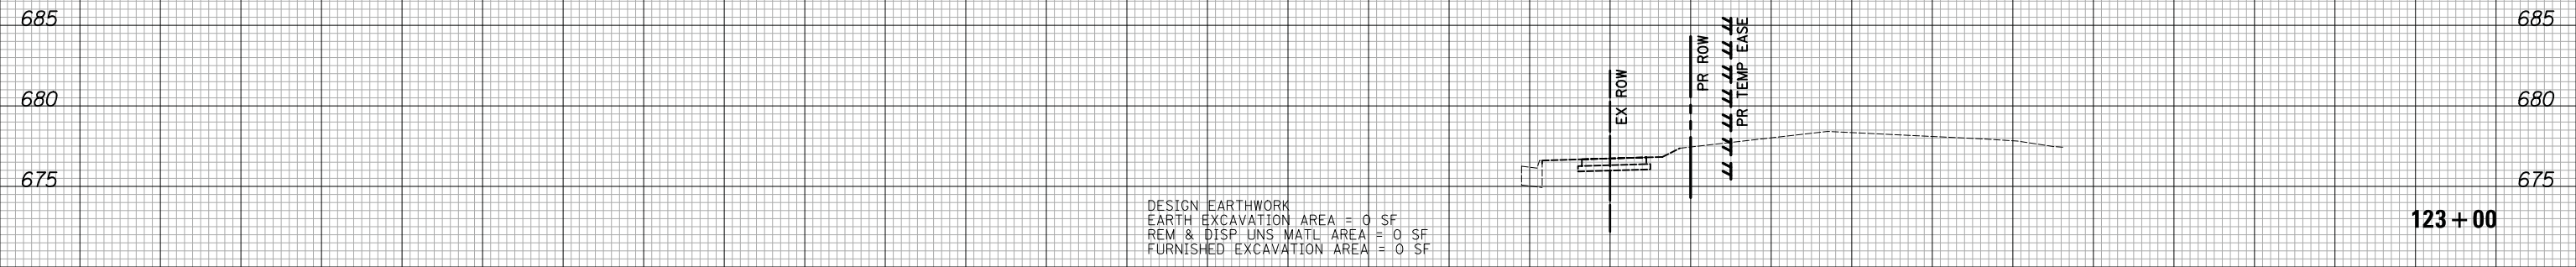 685
685
EX ROW
PR ROW
PR TEMP EASE
680
680
675
675
DESIGN EARTHWORK
EARTH EXCAVATION AREA = 0 SF
REM & DISP UNS MATL AREA = 0 SF
FURNISHED EXCAVATION AREA = 0 SF
123+00